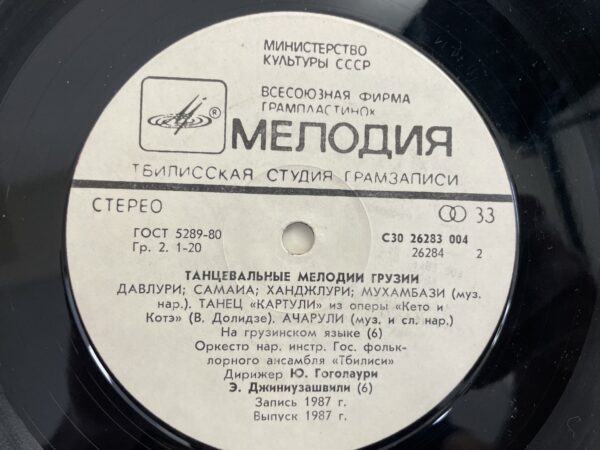 МИНИСТЕРСТВО
КУЛЬТУРЫ СССР
ВСЕСОЮЗНАЯ ФИРМА
ГРАМПЛАСТИНОК
®
МЕЛОДИЯ
ТБИЛИССКАЯ СТУДИЯ ГРАМЗАПИСИ
СТЕРЕО
33
ГОСТ 5289-80
Гр. 2. 1-20
С30 26283 004
26284 2
ТАНЦЕВАЛЬНЫЕ МЕЛОДИИ ГРУЗИИ
ДАВЛУРИ; САМАИА; ХАНДЖЛУРИ; МУХАМБАЗИ (муз.
нар.). ТАНЕЦ «КАРТУЛИ» из оперы «Кето и
Котэ» (В. Долидзе). АЧАРУЛИ (муз. и сл. нар.)
На грузинском языке (6)
Оркестр нар. инстр. Гос. фольк-
лорного ансамбля «Тбилиси»
Дирижер Ю. Гоголаури
Э. Джиниузашвили (6)
Запись 1987 г.
Выпуск 1987 г.